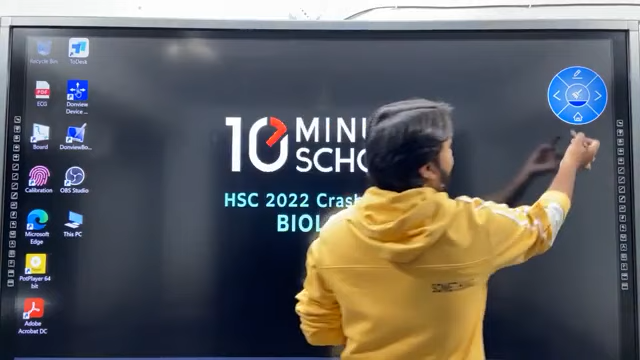 Recycle Bin
ToDesk
ECG
Donview
Device ...
Board
DonviewBo...
Calibration
OBS Studio
Microsoft
Edge
This PC
PotPlayer 64
bit
Adobe
Acrobat DC
10 MINU
SCHO
HSC 2022 Crash
BIOL